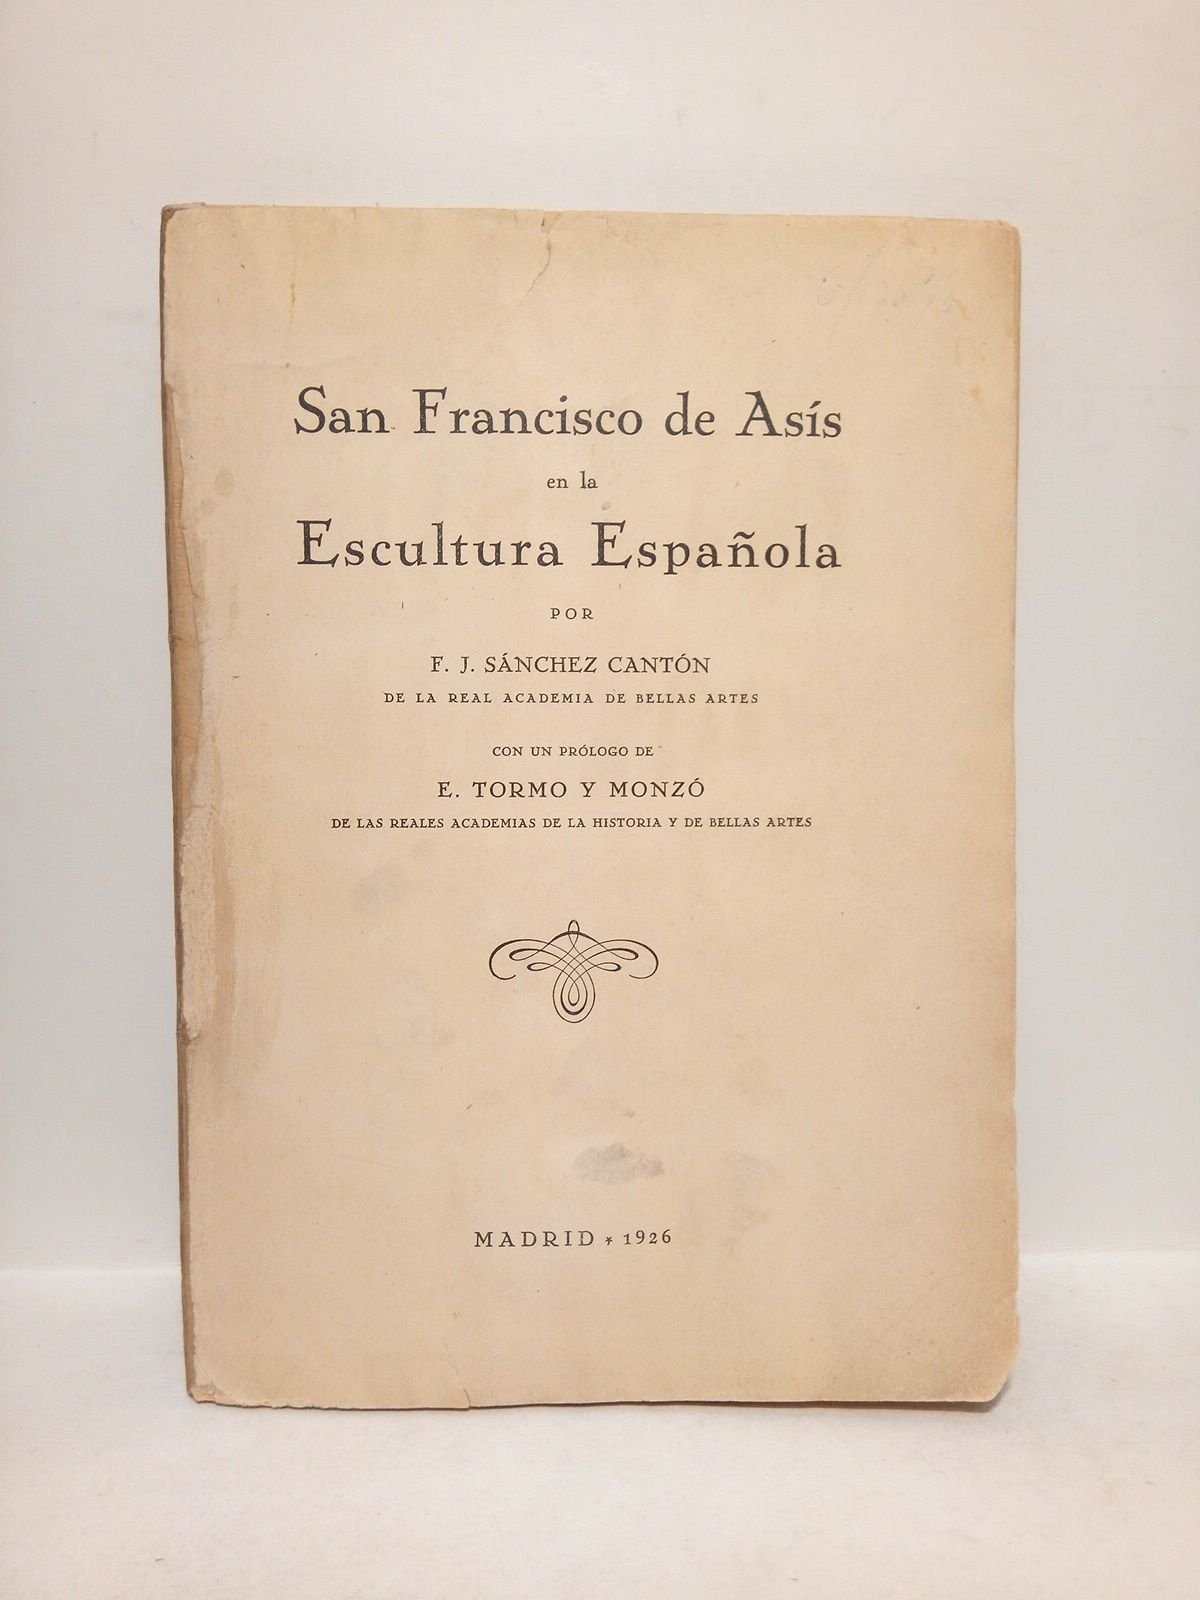 San Francisco de Asís
en la
Escultura Española
POR
F. J. SÁNCHEZ CANTÓN
DE LA REAL ACADEMIA DE BELLAS ARTES
CON UN PRÓLOGO DE
E. TORMO Y MONZÓ
DE LAS REALES ACADEMIAS DE LA HISTORIA Y DE BELLAS ARTES
MADRID * 1926